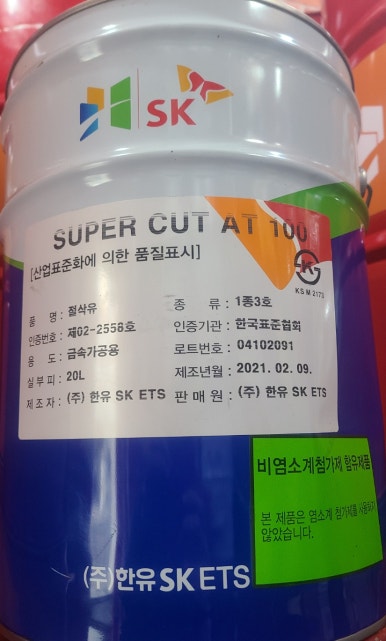 SK
SUPER CUT AT 100
[산업표준화에 의한 품질표시]
KS M 2173
품 명 : 절삭유 종 류 : 1종3호
인증번호 : 제02-2558호 인증기관 : 한국표준협회
용 도 : 금속가공용 로트번호 : 04102091
실 부 피 : 20L 제조년월 : 2021. 02. 09.
제 조 자 : (주) 한유 SK ETS 판 매 원 : (주) 한유 SK ETS
비염소계첨가제 함유제품
본 제품은 염소계 첨가제를 사용하지
않았습니다.
(주)한유 SK ETS